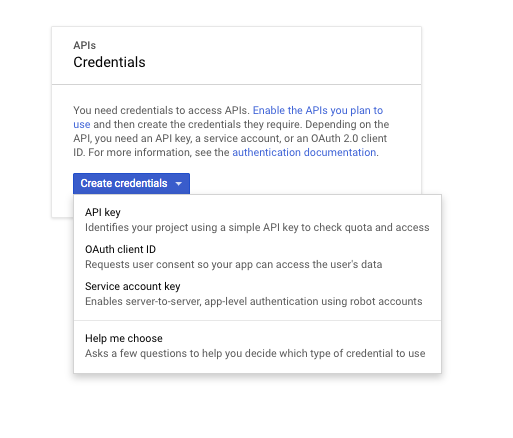 APIs
Credentials
You need credentials to access APIs. Enable the APIs you plan to
use and then create the credentials they require. Depending on the
API, you need an API key, a service account, or an OAuth 2.0 client
ID. For more information, see the authentication documentation.
Create credentials
API key
Identifies your project using a simple API key to check quota and access
OAuth client ID
Requests user consent so your app can access the user's data
Service account key
Enables server-to-server, app-level authentication using robot accounts
Help me choose
Asks a few questions to help you decide which type of credential to use